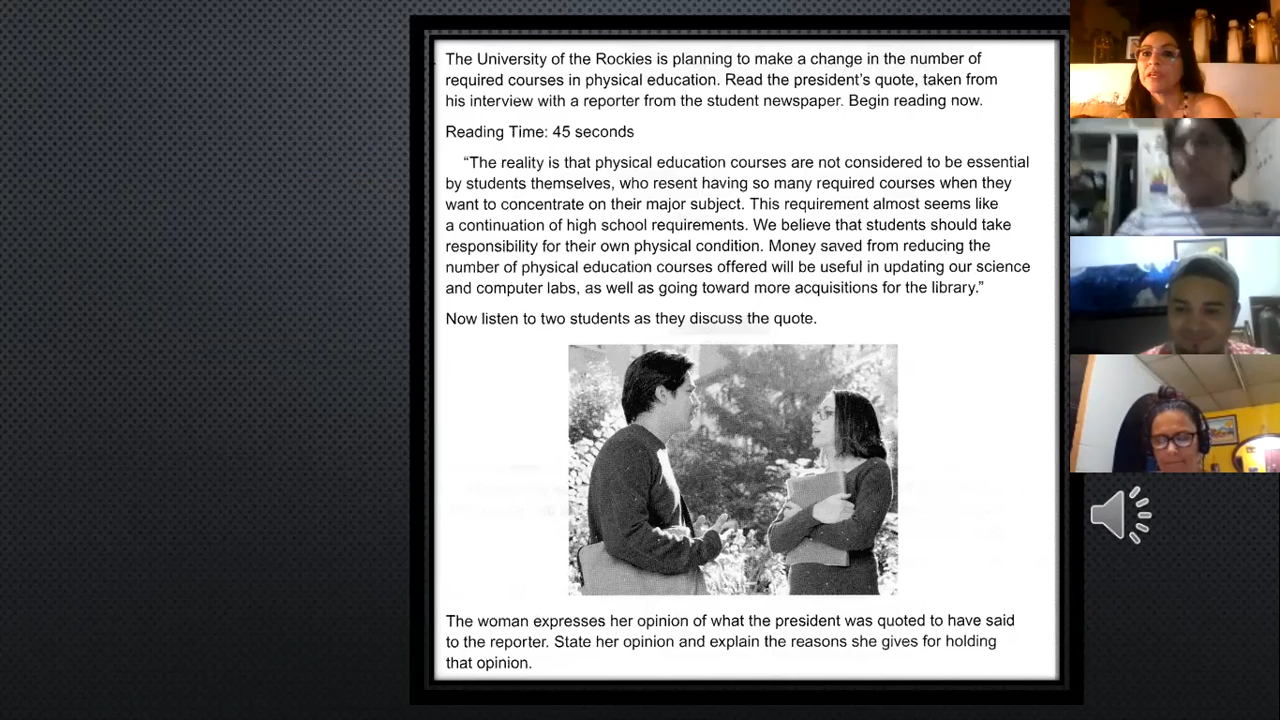 The University of the Rockies is planning to make a change in the number of
required courses in physical education. Read the president's quote, taken from
his interview with a reporter from the student newspaper. Begin reading now.
Reading Time: 45 seconds
“The reality is that physical education courses are not considered to be essential
by students themselves, who resent having so many required courses when they
want to concentrate on their major subject. This requirement almost seems like
a continuation of high school requirements. We believe that students should take
responsibility for their own physical condition. Money saved from reducing the
number of physical education courses offered will be useful in updating our science
and computer labs, as well as going toward more acquisitions for the library.”
Now listen to two students as they discuss the quote.
The woman expresses her opinion of what the president was quoted to have said
to the reporter. State her opinion and explain the reasons she gives for holding
that opinion.